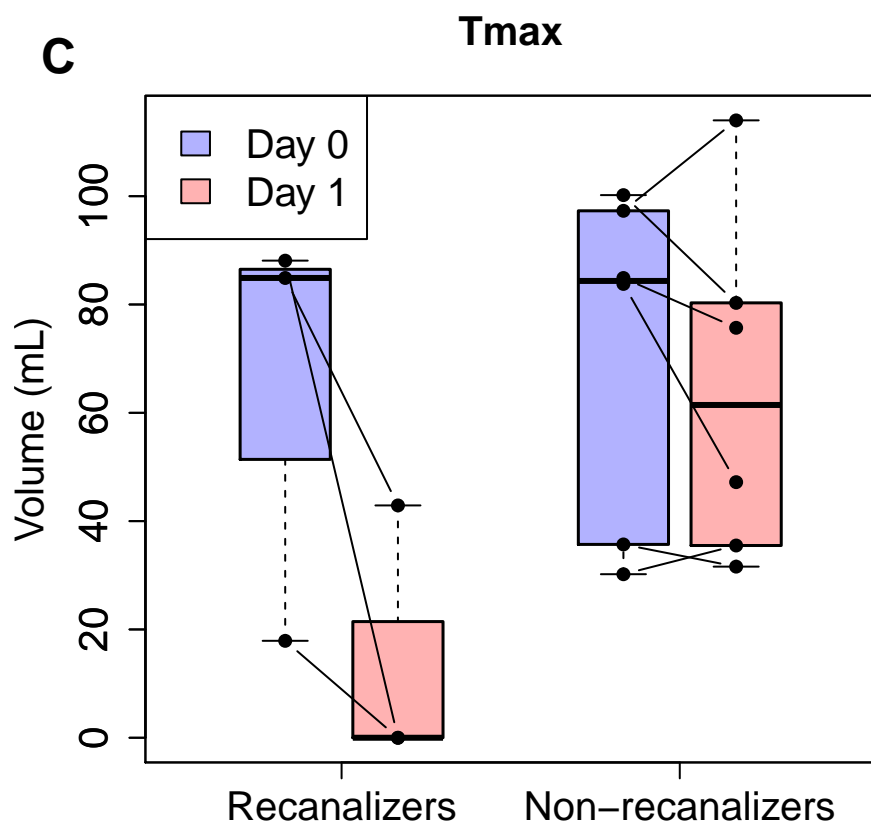 C
Tmax
Day 0
Day 1
Volume (mL)
100
80
60
40
20
0
Recanalizers
Non−recanalizers